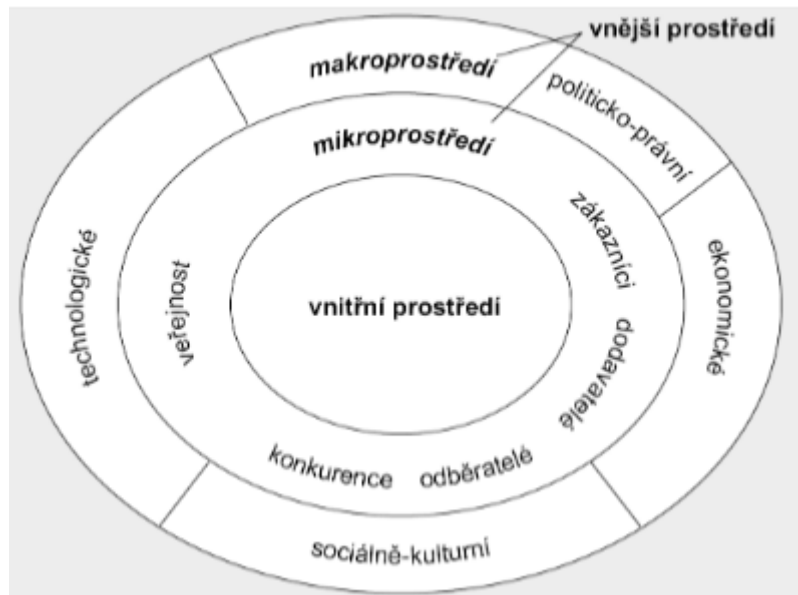 vnější prostředí
makroprostředí
politicko-právní
mikroprostředí
zákazníci
technologické
veřejnost
vnitřní prostředí
ekonomické
dodavatelé
konkurence
odběratelé
sociálně-kulturní